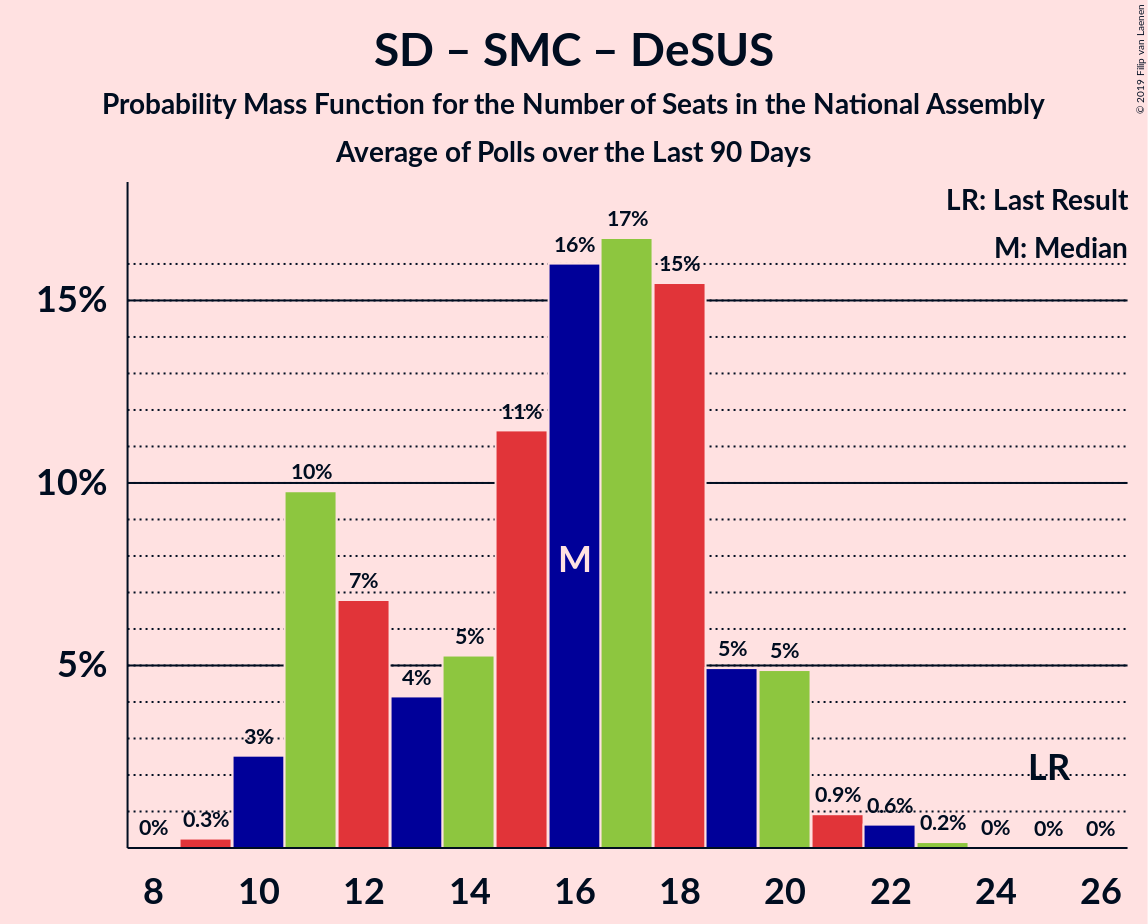 SD – SMC – DeSUS
Probability Mass Function for the Number of Seats in the National Assembly
Average of Polls over the Last 90 Days
© 2019 Filip van Laenen
LR: Last Result
M: Median
15%
10%
5%
0%
0.3%
3%
10%
7%
4%
5%
11%
16%
17%
15%
5%
5%
0.9%
0.6%
0.2%
0%
0%
0%
M
LR
8 10 12 14 16 18 20 22 24 26